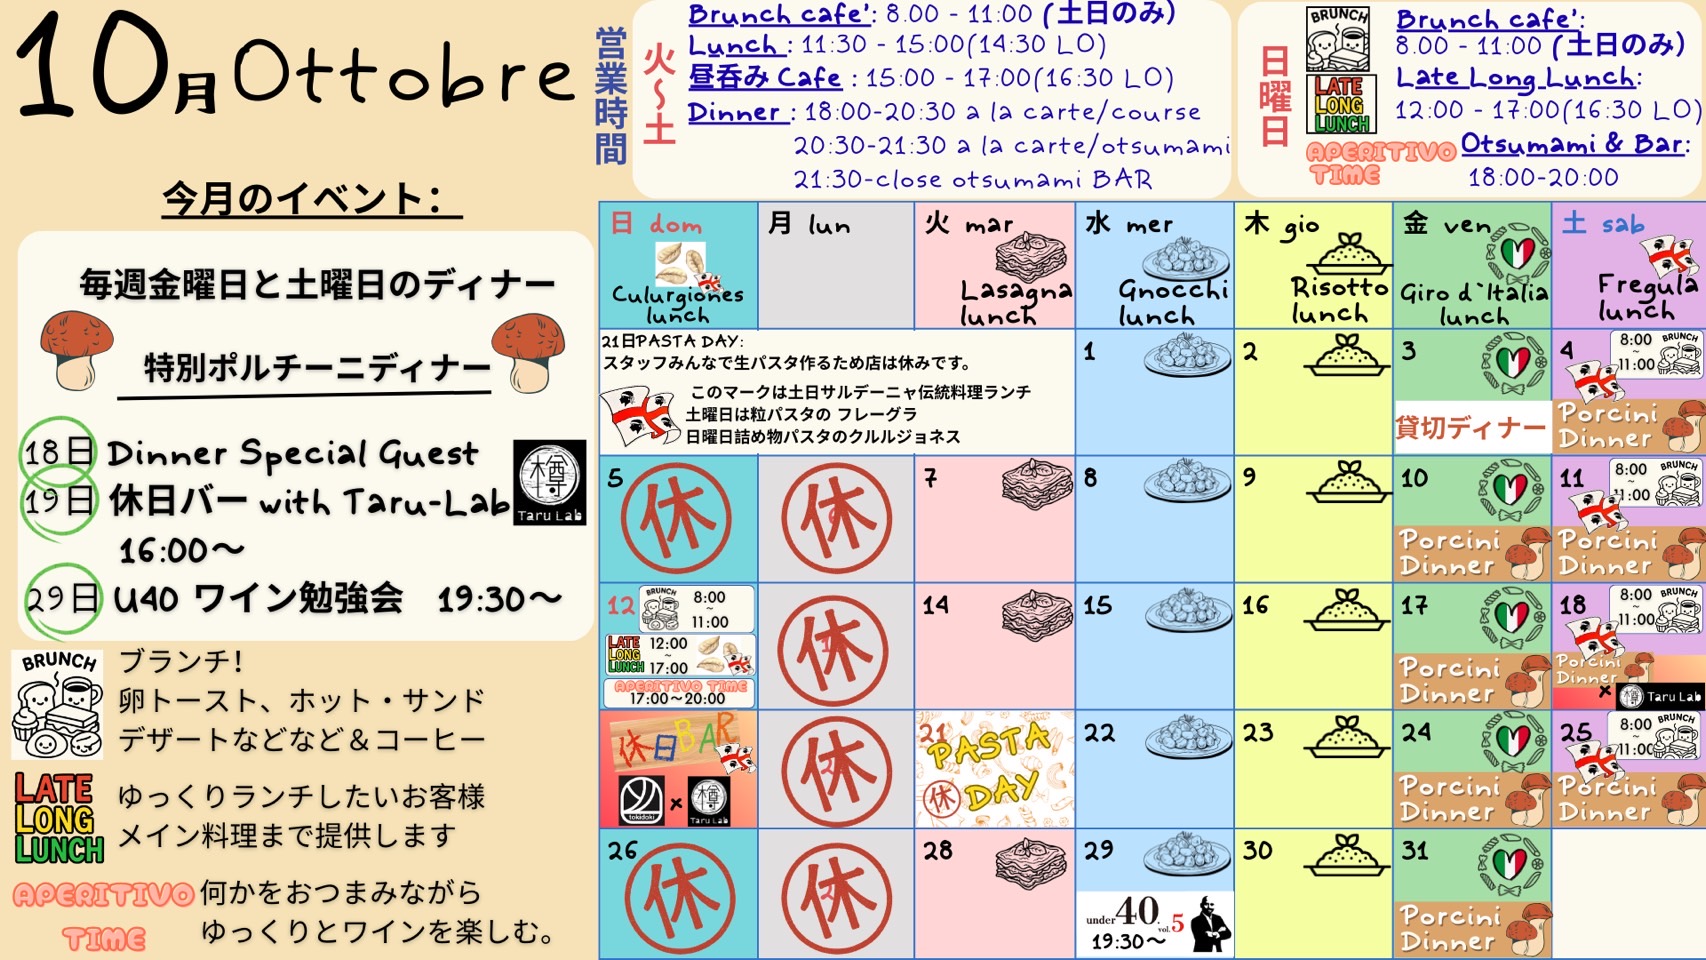 10月 Ottobre
営業時間
火〜土
Brunch cafe': 8.00 - 11:00 (土日のみ)
Lunch : 11:30 - 15:00(14:30 LO)
昼呑み Cafe : 15:00 - 17:00(16:30 LO)
Dinner : 18:00-20:30 a la carte/course
20:30-21:30 a la carte/otsumami
21:30-close otsumami BAR
日曜日
BRUNCH
Brunch cafe':
8.00 - 11:00 (土日のみ)
LATE LONG LUNCH
Late Long Lunch:
12:00 - 17:00(16:30 LO)
APERITIVO TIME
Otsumami & Bar:
18:00-20:00
今月のイベント：
毎週金曜日と土曜日のディナー
特別ポルチーニディナー
18日 Dinner Special Guest
19日 休日バー with Taru-Lab
16:00〜
樽
Taru Lab
29日 U40 ワイン勉強会 19:30〜
BRUNCH
ブランチ！
卵トースト、ホット・サンド
デザートなどなど＆コーヒー
LATE
LONG
LUNCH
ゆっくりランチしたいお客様
メイン料理まで提供します
APERITIVO
TIME
何かをおつまみながら
ゆっくりとワインを楽しむ。
日 dom
Culurgiones
lunch
月 lun
火 mar
Lasagna
lunch
水 mer
Gnocchi
lunch
木 gio
Risotto
lunch
金 ven
Giro d`Italia
lunch
土 sab
Fregula
lunch
21日PASTA DAY:
スタッフみんなで生パスタ作るため店は休みです。
このマークは土日サルデーニャ伝統料理ランチ
土曜日は粒パスタの フレーグラ
日曜日詰め物パスタのクルルジョネス
1
2
3
貸切ディナー
4
8:00
~
11:00
BRUNCH
Porcini
Dinner
5
休
休
7
8
9
10
Porcini
Dinner
11
8:00
~
11:00
BRUNCH
Porcini
Dinner
12
BRUNCH
8:00
~
11:00
LATE
LONG
LUNCH
12:00
~
17:00
APERITIVO TIME
17:00〜20:00
休
14
15
16
17
Porcini
Dinner
18
8:00
~
11:00
BRUNCH
Porcini
Dinner
×
樽 Taru Lab
休日BAR
tokidoki
×
樽
Taru Lab
休
21
PASTA
DAY
休
22
23
24
Porcini
Dinner
25
8:00
~
11:00
BRUNCH
Porcini
Dinner
26
休
休
28
29
under 40. vol.5
19:30〜
30
31
Porcini
Dinner